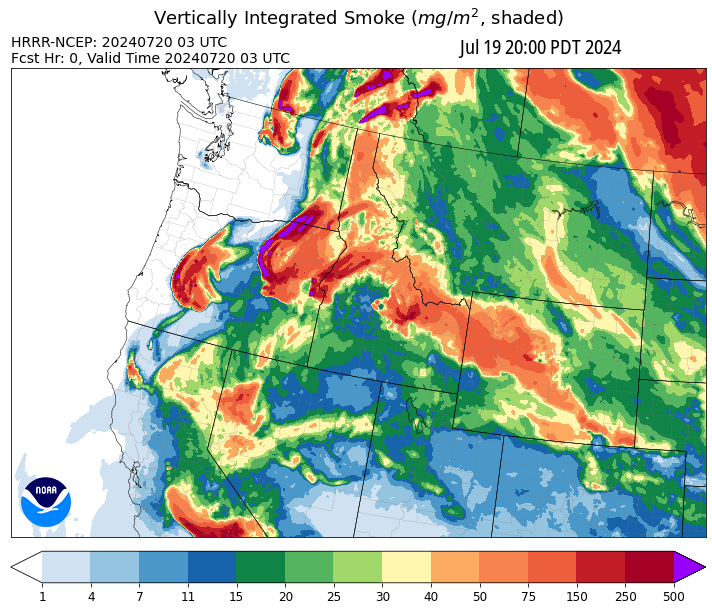 Vertically Integrated Smoke (mg/m², shaded)
HRRR-NCEP: 20240720 03 UTC
Jul 19 20:00 PDT 2024
Fcst Hr: 0, Valid Time 20240720 03 UTC
NOAA
1 4 7 11 15 20 25 30 40 50 75 150 250 500